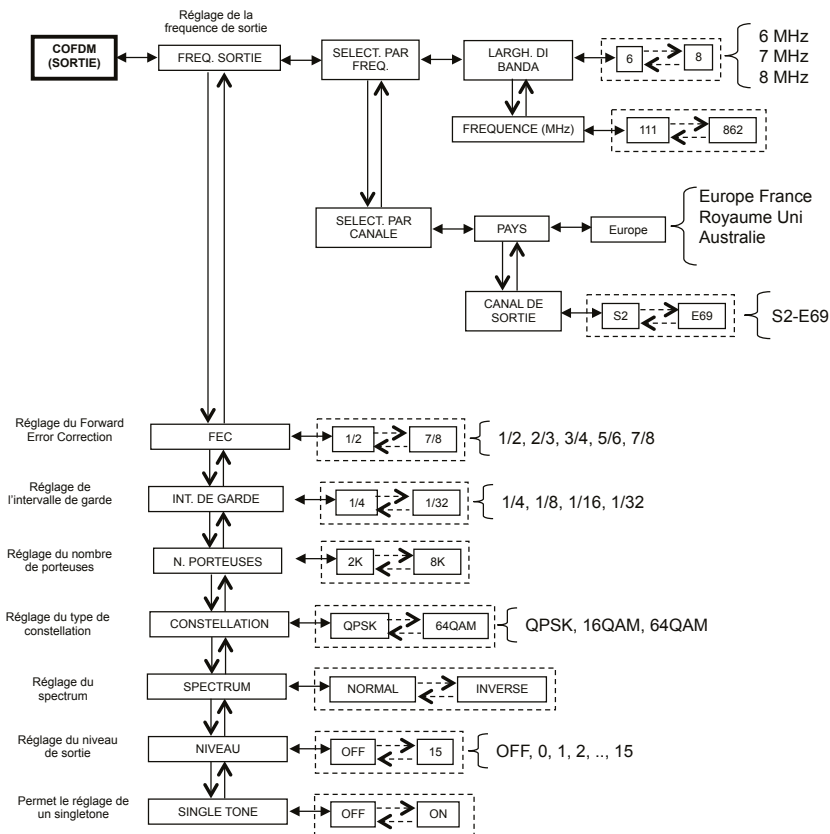 Réglage de la
frequence de sortie
COFDM
(SORTIE)
FREQ. SORTIE
SELECT. PAR
FREQ.
LARGH. DI
BANDA
6
8
6 MHz
7 MHz
8 MHz
FREQUENCE (MHz)
111
862
SELECT. PAR
CANALE
PAYS
Europe
Europe France
Royaume Uni
Australie
CANAL DE
SORTIE
S2
E69
S2-E69
Réglage du Forward
Error Correction
FEC
1/2
7/8
1/2, 2/3, 3/4, 5/6, 7/8
Réglage de
l'intervalle de garde
INT. DE GARDE
1/4
1/32
1/4, 1/8, 1/16, 1/32
Réglage du nombre
de porteuses
N. PORTEUSES
2K
8K
Réglage du type de
constellation
CONSTELLATION
QPSK
64QAM
QPSK, 16QAM, 64QAM
Réglage du
spectrum
SPECTRUM
NORMAL
INVERSE
Réglage du niveau
de sortie
NIVEAU
OFF
15
OFF, 0, 1, 2, .., 15
Permet le réglage de
un singletone
SINGLE TONE
OFF
ON